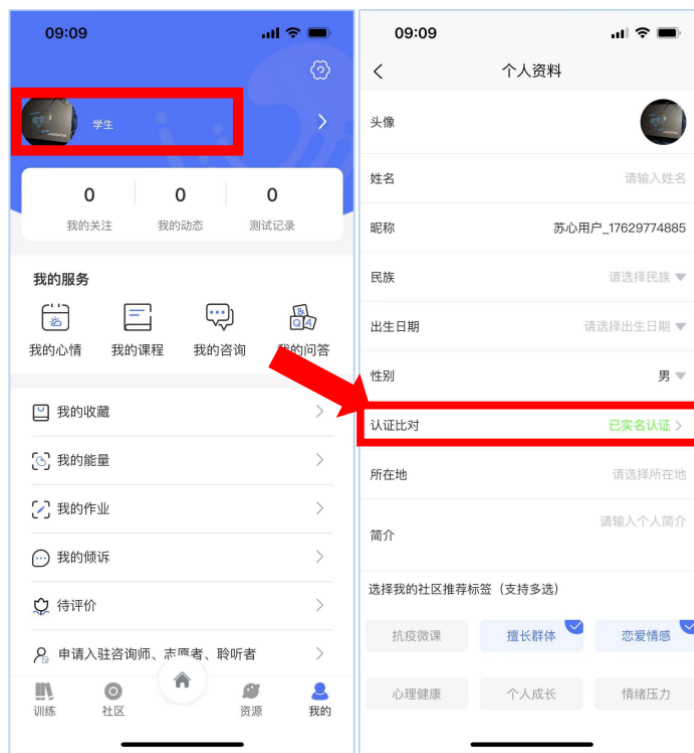 09:09
学生
0
0
0
我的关注
我的动态
测试记录
我的服务
我的心情
我的课程
我的咨询
我的问答
我的收藏
我的能量
我的作业
我的倾诉
待评价
申请入驻咨询师、志愿者、聆听者
训练
社区
资源
我的
09:09
个人资料
头像
姓名
请输入姓名
昵称
苏心用户_17629774885
民族
请选择民族
出生日期
请选择出生日期
性别
男
认证比对
已实名认证
所在地
请选择所在地
简介
请输入个人简介
选择我的社区推荐标签（支持多选）
抗疫微课
擅长群体
恋爱情感
心理健康
个人成长
情绪压力